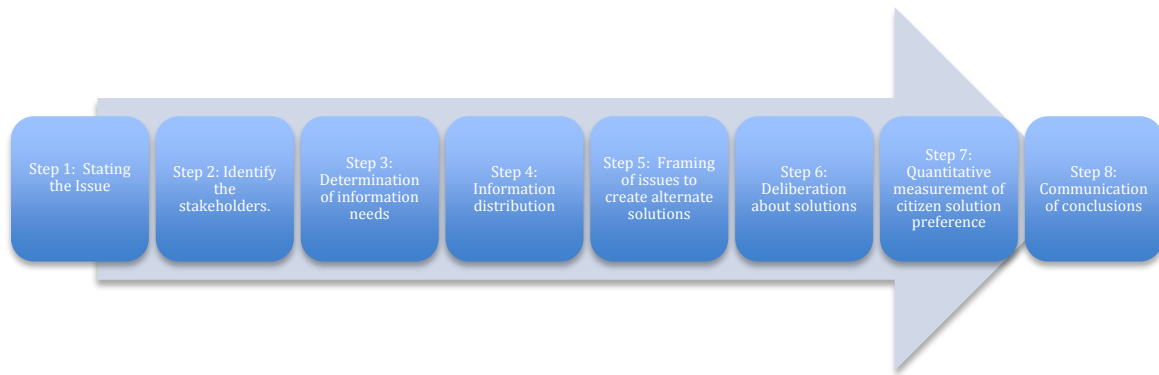 Step 1:  Stating
the Issue
Step 2: Identify
the
stakeholders.
Step 3:
Determination
of information
needs
Step 4:
Information
distribution
Step 5:  Framing
of issues to
create alternate
solutions
Step 6:
Deliberation
about solutions
Step 7:
Quantitative
measurement of
citizen solution
preference
Step 8:
Communication
of conclusions